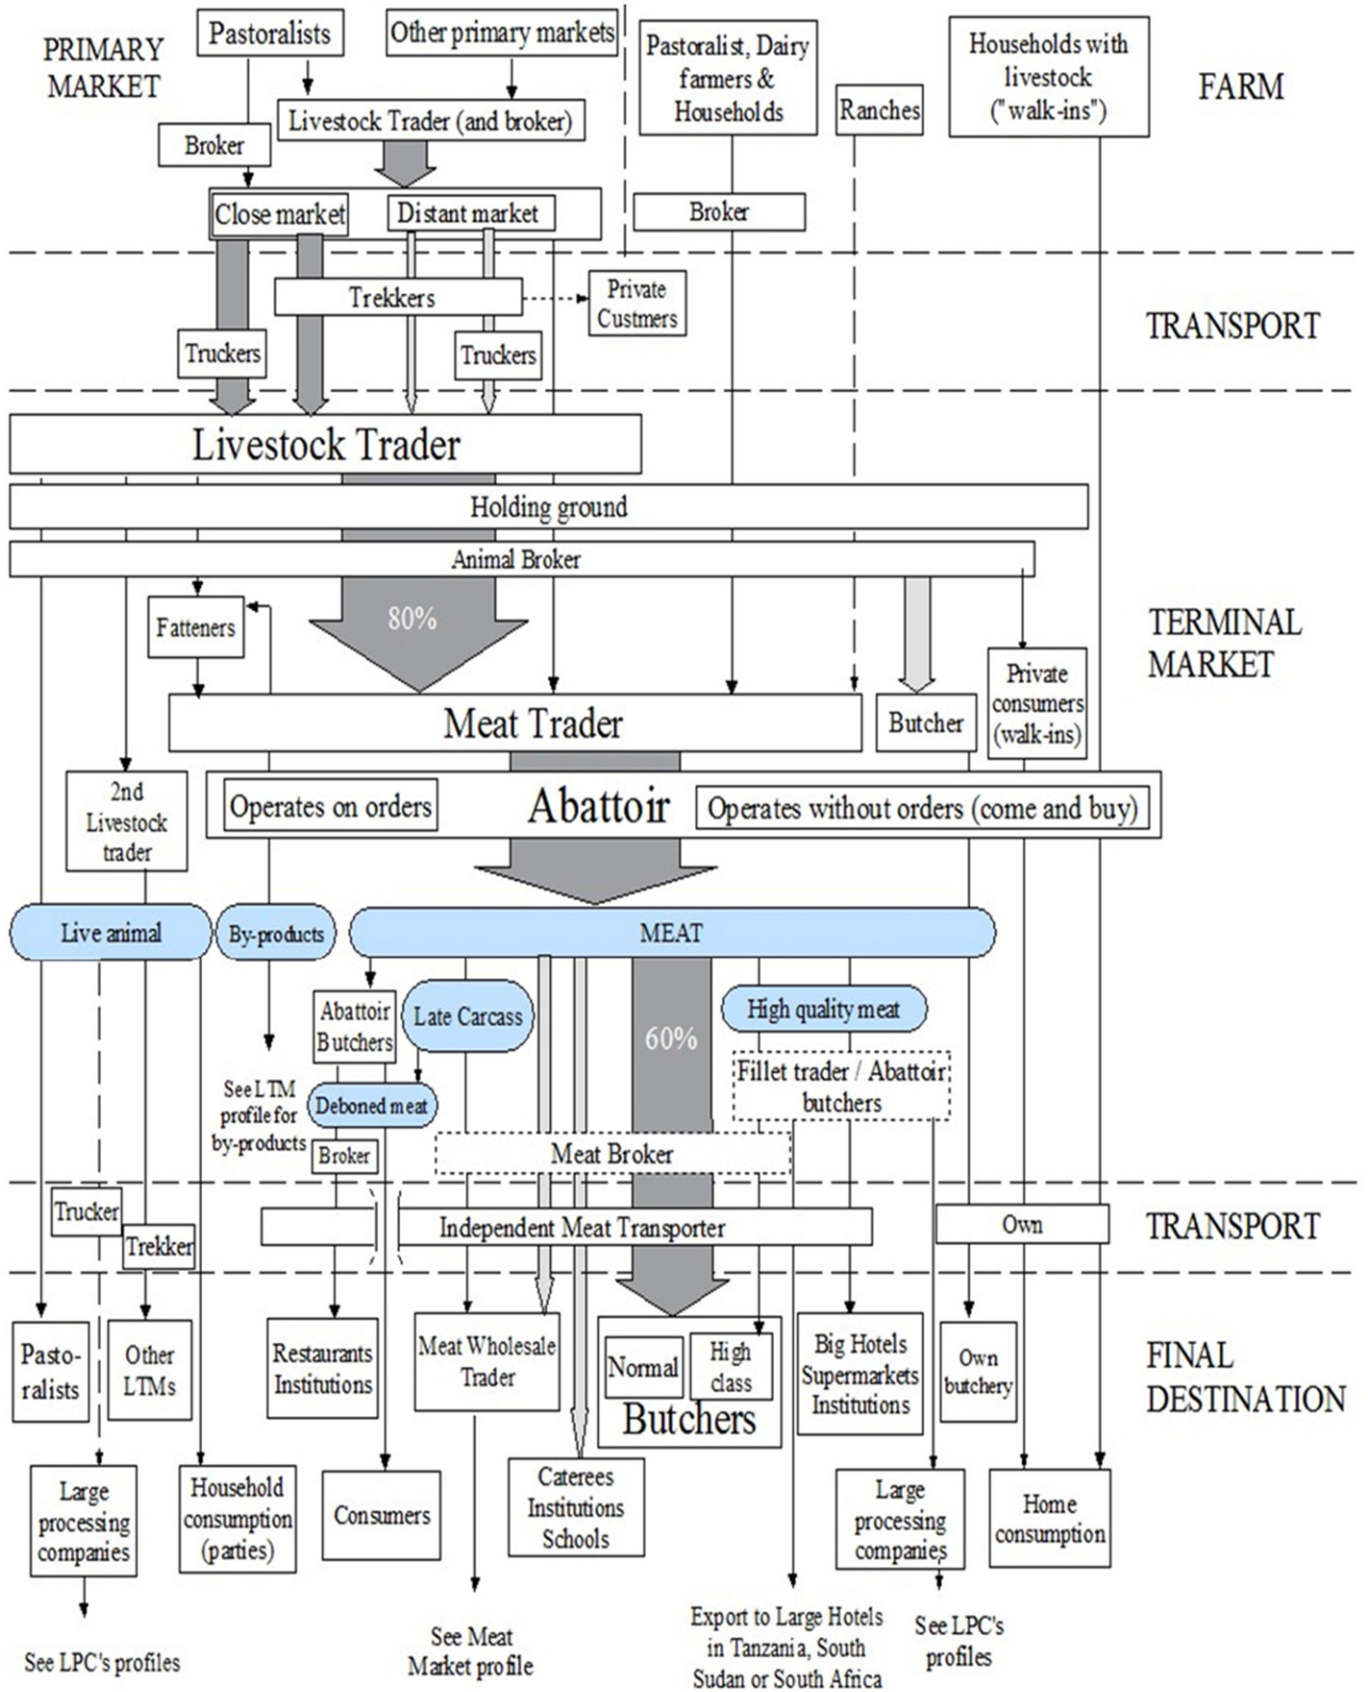 PRIMARY
MARKET
Pastoralists
Other primary markets
Pastoralist, Dairy
farmers &
Households
Ranches
Households with
livestock
("walk-ins")
FARM
Livestock Trader (and broker)
Broker
Close market
Distant market
Broker
Trekkers
Private
Custmers
TRANSPORT
Truckers
Truckers
Livestock Trader
Holding ground
Animal Broker
80%
Fatteners
TERMINAL
MARKET
Private
consumers
(walk-ins)
Meat Trader
Butcher
2nd
Livestock
trader
Operates on orders
Abattoir
Operates without orders (come and buy)
Live animal
By-products
MEAT
Abattoir
Butchers
Late Carcass
60%
High quality meat
Fillet trader / Abattoir
butchers
See LTM
profile for
by-products
Deboned meat
Broker
Meat Broker
Trucker
Trekker
Independent Meat Transporter
Own
TRANSPORT
Pasto-
ralists
Other
LTMs
Restaurants
Institutions
Meat Wholesale
Trader
Normal
High
class
Butchers
Big Hotels
Supermarkets
Institutions
Own
butchery
FINAL
DESTINATION
Large
processing
companies
Household
consumption
(parties)
Consumers
Caterees
Institutions
Schools
Large
processing
companies
Home
consumption
See LPC's profiles
See Meat
Market profile
Export to Large Hotels
in Tanzania, South
Sudan or South Africa
See LPC's
profiles